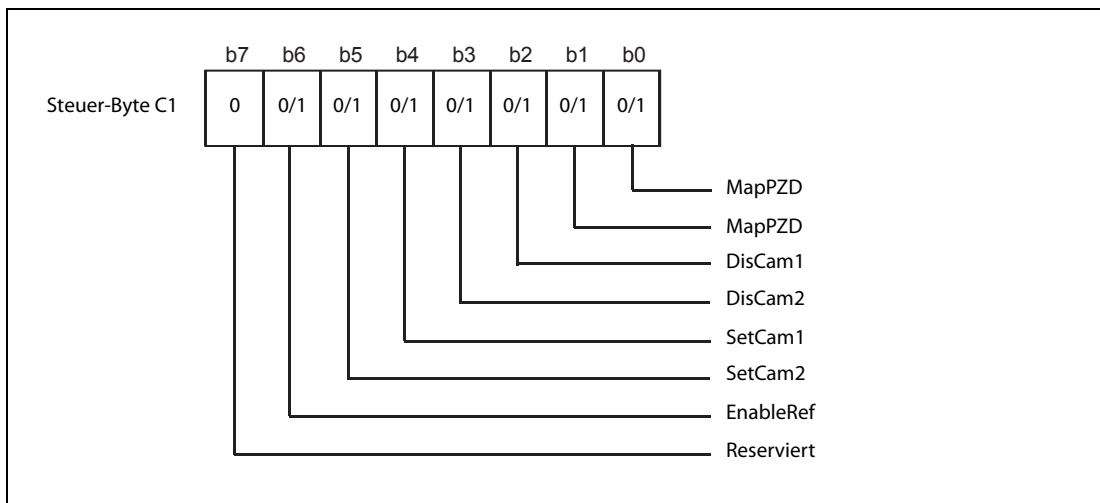 b7 b6 b5 b4 b3 b2 b1 b0
Steuer-Byte C1 0 0/1 0/1 0/1 0/1 0/1 0/1 0/1
MapPZD
MapPZD
DisCam1
DisCam2
SetCam1
SetCam2
EnableRef
Reserviert